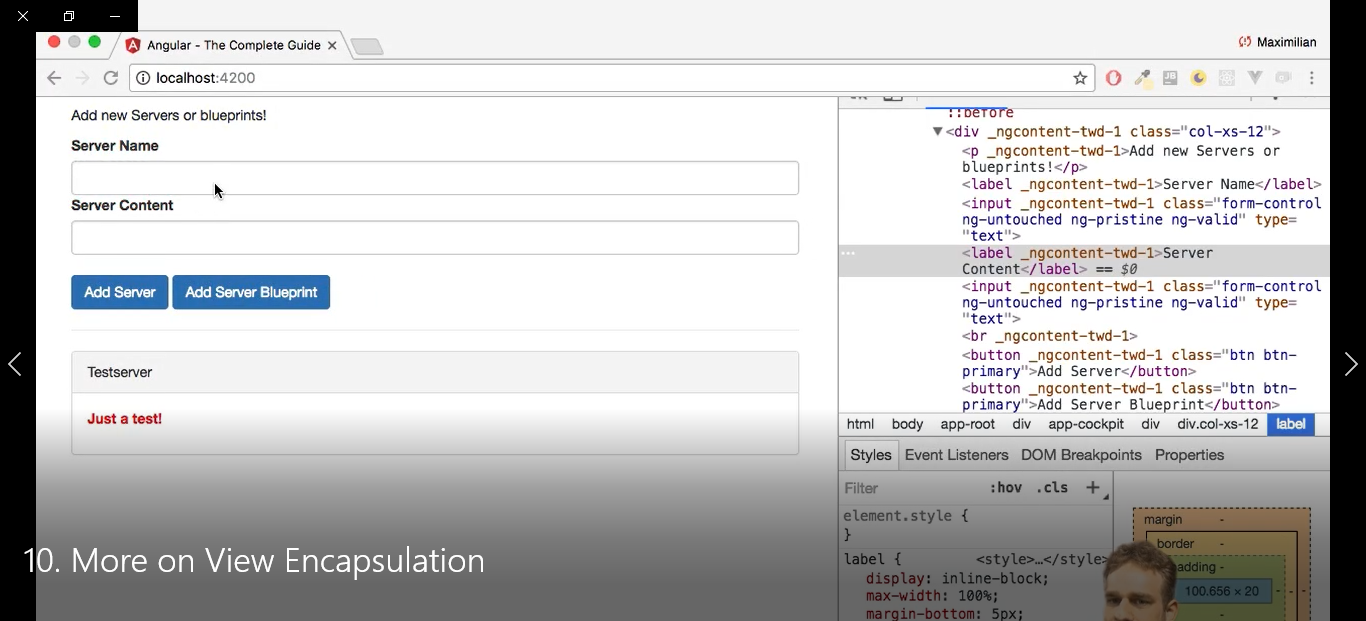 Angular - The Complete Guide
Maximilian
localhost:4200
Add new Servers or blueprints!
Server Name
Server Content
Add Server
Add Server Blueprint
Testserver
Just a test!
::before
<div _ngcontent-twd-1 class="col-xs-12">
<p _ngcontent-twd-1>Add new Servers or
blueprints!</p>
<label _ngcontent-twd-1>Server Name</label>
<input _ngcontent-twd-1 class="form-control
ng-untouched ng-pristine ng-valid" type=
"text">
<label _ngcontent-twd-1>Server
Content</label> == $0
<input _ngcontent-twd-1 class="form-control
ng-untouched ng-pristine ng-valid" type=
"text">
<br _ngcontent-twd-1>
<button _ngcontent-twd-1 class="btn btn-
primary">Add Server</button>
<button _ngcontent-twd-1 class="btn btn-
primary">Add Server Blueprint</button>
html body app-root div app-cockpit div div.col-xs-12 label
Styles Event Listeners DOM Breakpoints Properties
Filter :hov .cls +
element.style {
}
label { <style>…</style>
display: inline-block;
max-width: 100%;
margin-bottom: 5px;
margin -
border -
adding -
100.656 × 20
10. More on View Encapsulation